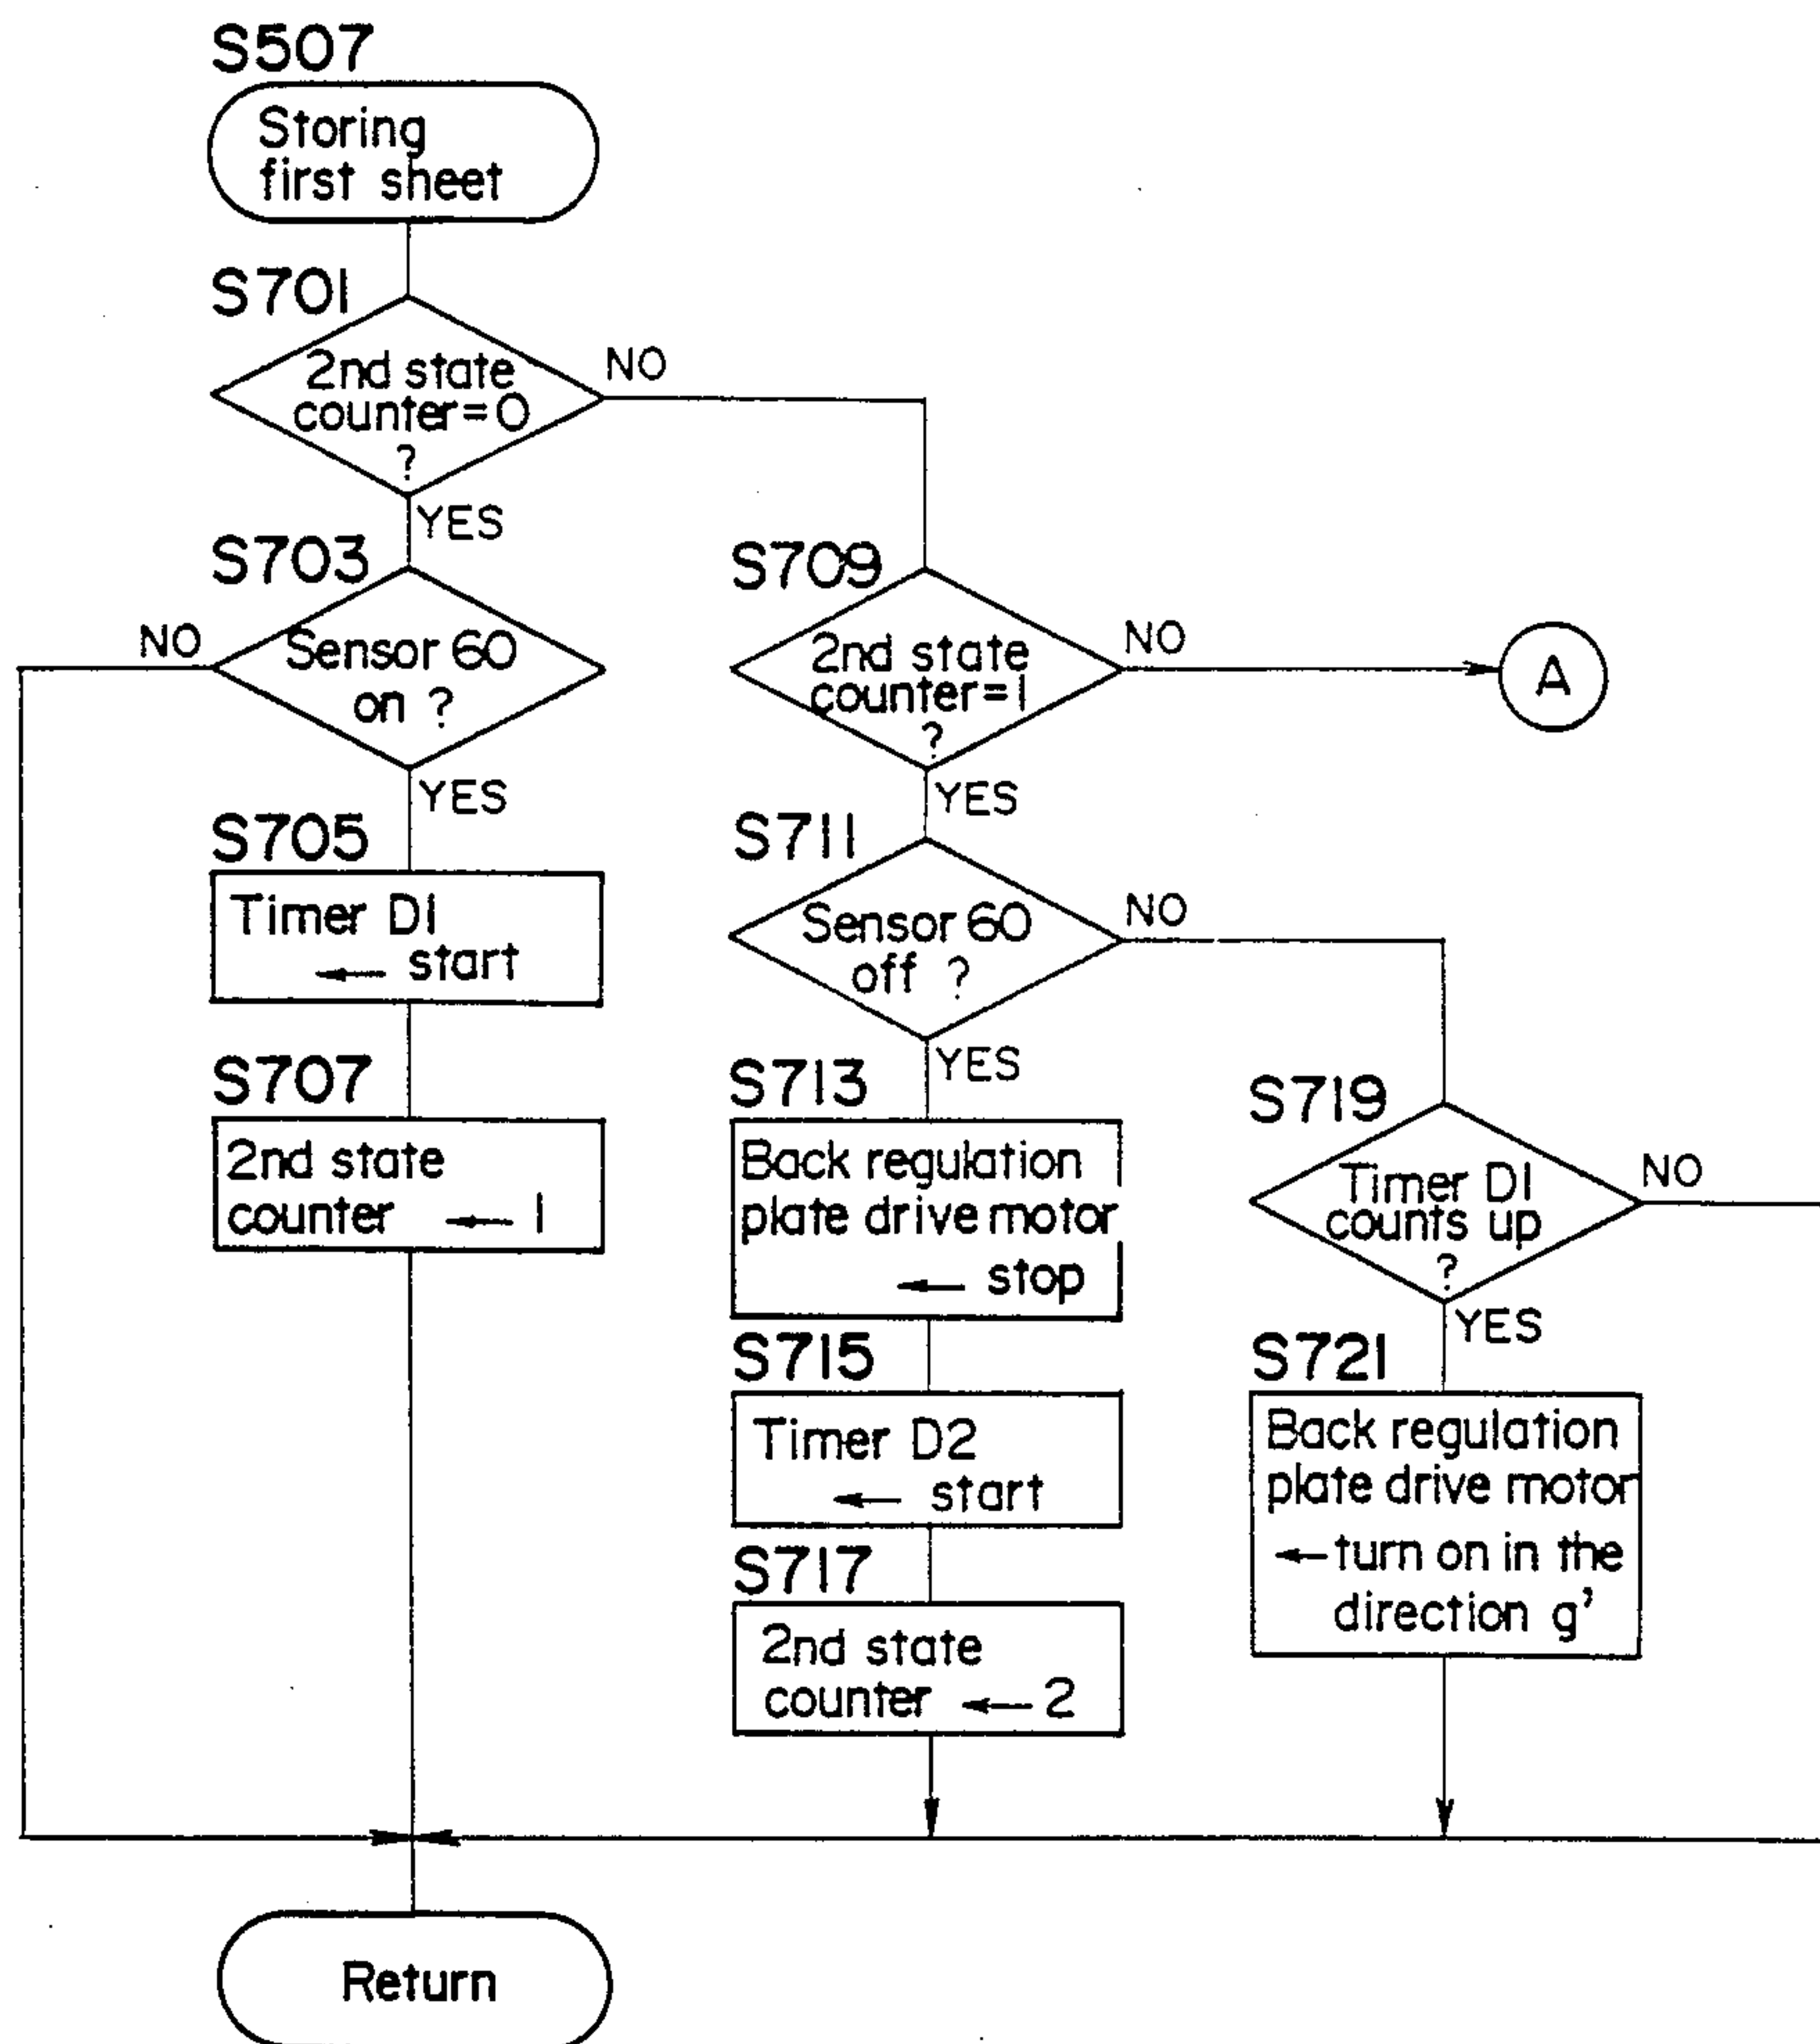 S507
Storing
first sheet
S701
2nd state
counter=0
?
NO
YES
S703
Sensor 60
on ?
NO
YES
S705
Timer D1
← start
S707
2nd state
counter ← 1
S709
2nd state
counter=1
?
NO
A
YES
S711
Sensor 60
off ?
NO
YES
S713
Back regulation
plate drive motor
← stop
S715
Timer D2
← start
S717
2nd state
counter ← 2
S719
Timer D1
counts up
?
NO
YES
S721
Back regulation
plate drive motor
← turn on in the
direction g'
Return